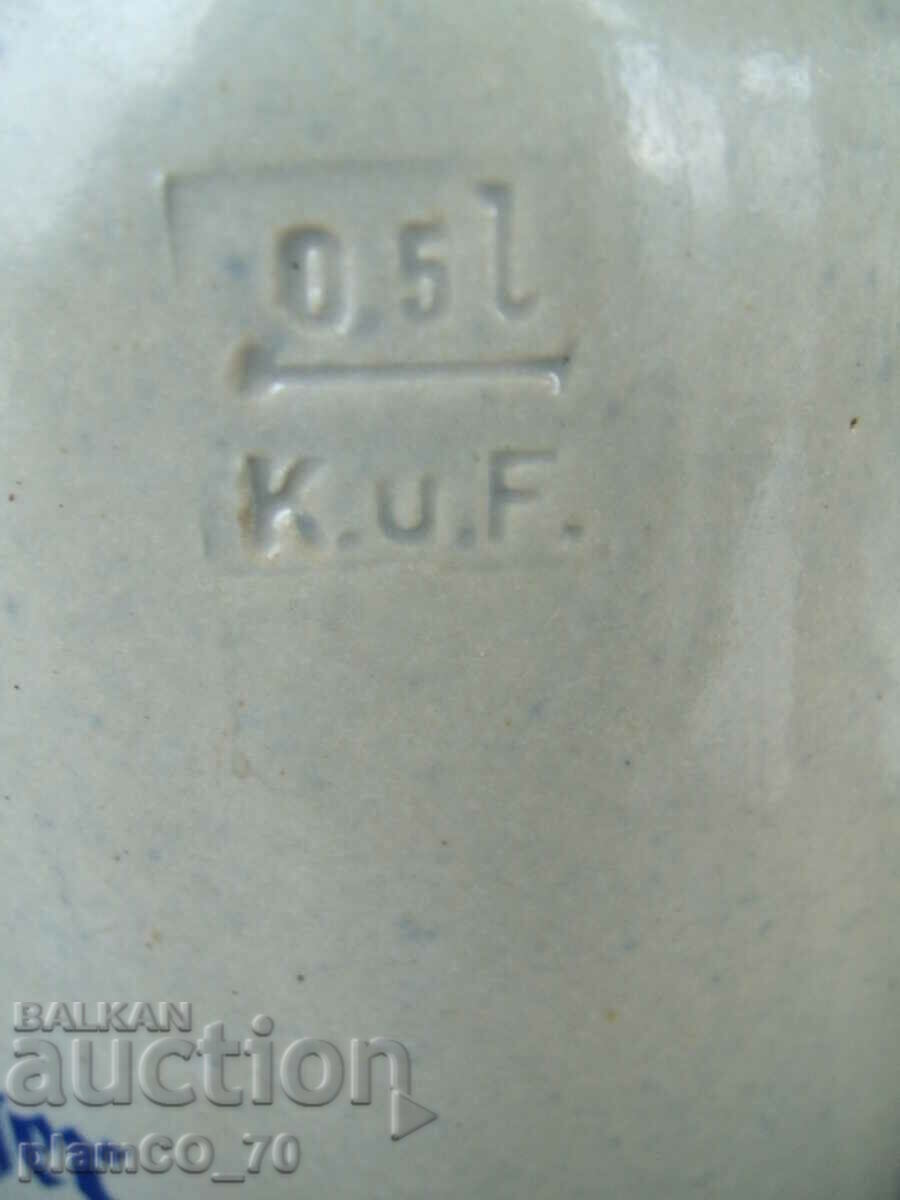 0,5l
K.u.F.
BALKAN
auction
plamCO_70